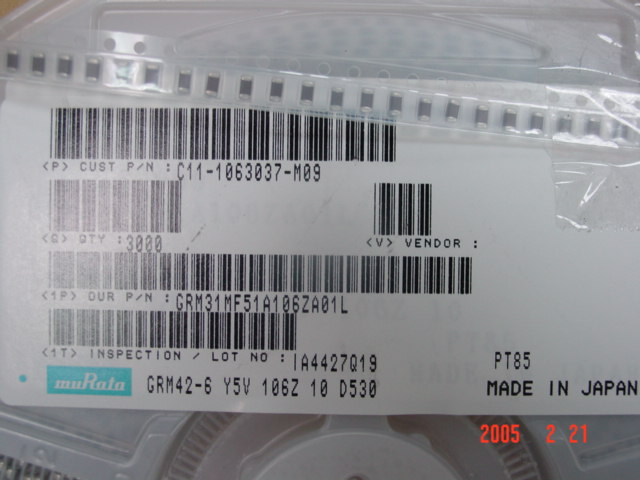 <P> CUST P/N : C11-1063037-M09
<Q> QTY : 3000
<V> VENDOR :
<1P> OUR P/N : GRM31MF51A106ZA01L
<1T> INSPECTION / LOT NO : IA4427Q19
PT85
muRata
GRM42-6 Y5V 106Z 10 D530
MADE IN JAPAN
2005 2 21